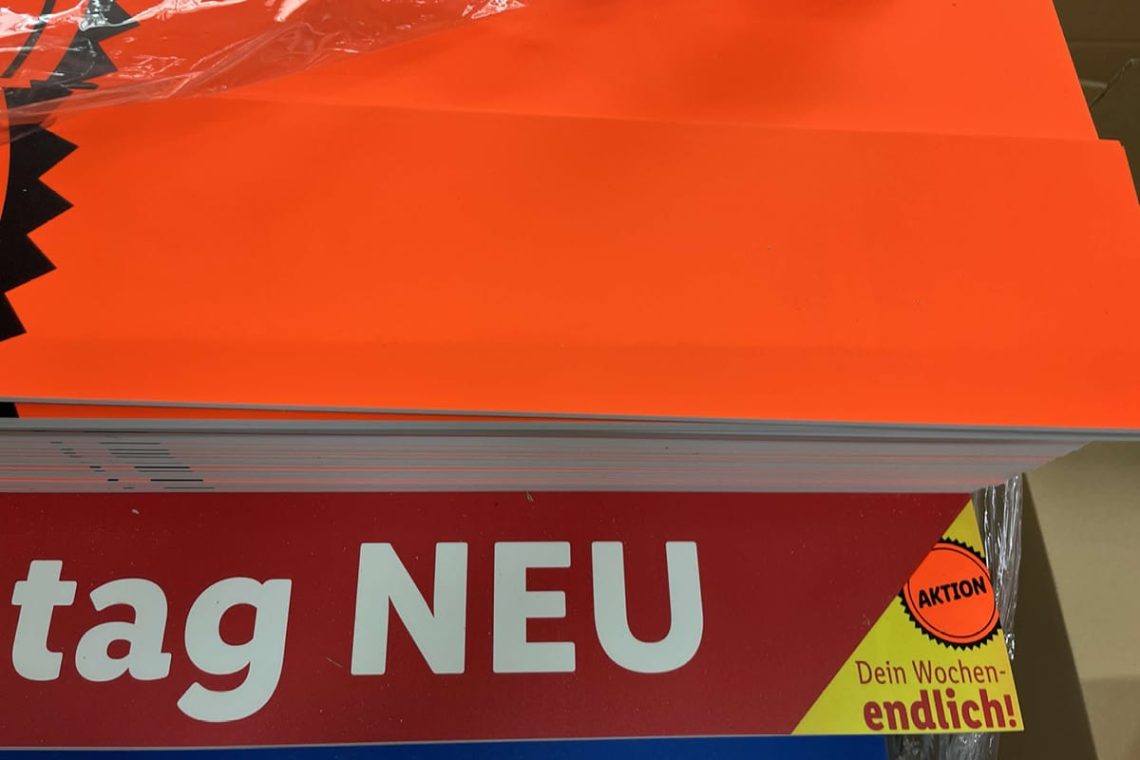 tag NEU
AKTION
Dein Wochen-
endlich!